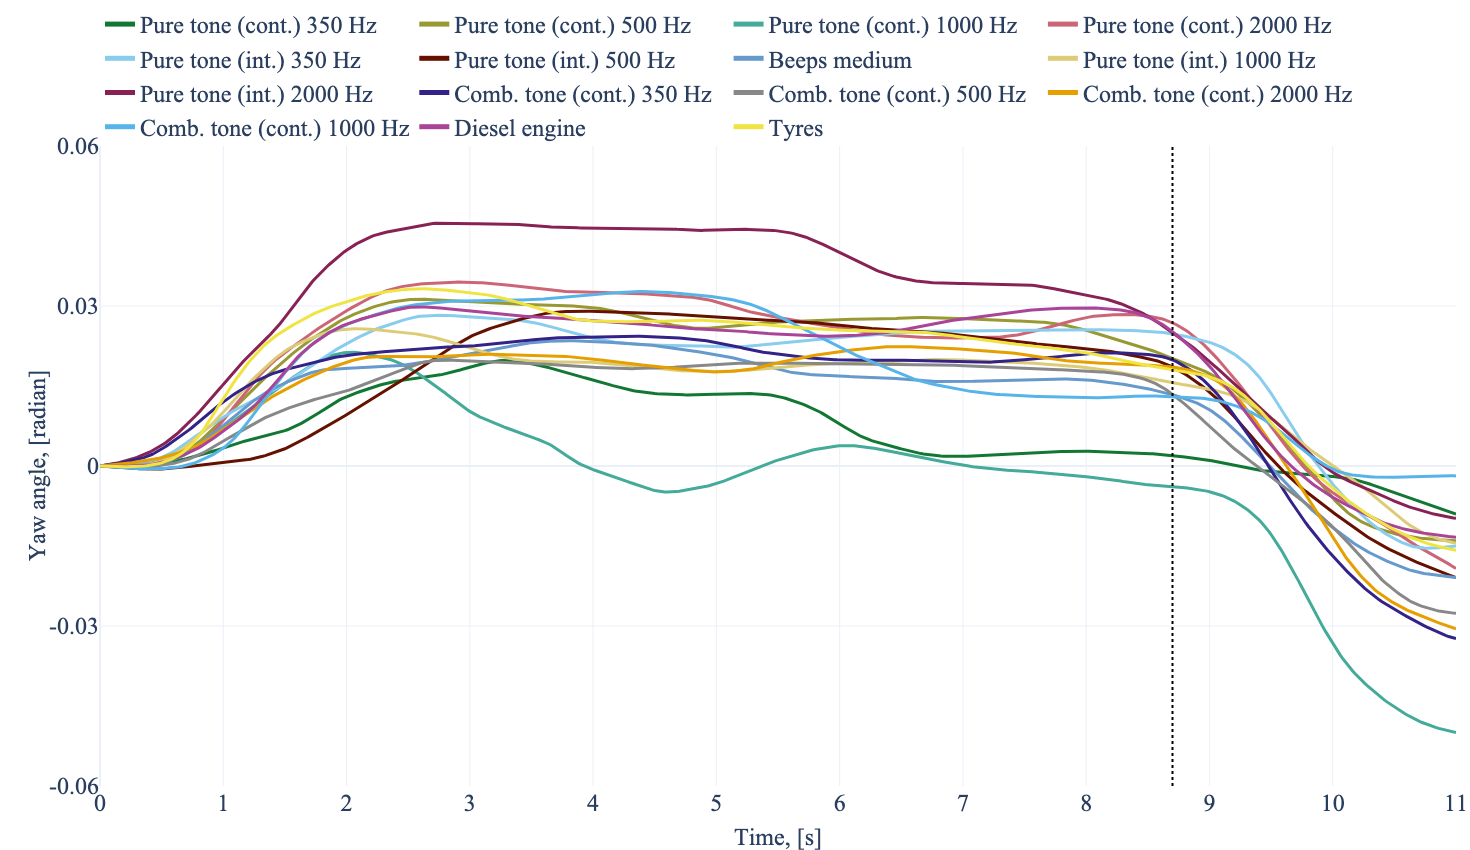 Pure tone (cont.) 350 Hz Pure tone (cont.) 500 Hz Pure tone (cont.) 1000 Hz Pure tone (cont.) 2000 Hz
Pure tone (int.) 350 Hz Pure tone (int.) 500 Hz Beeps medium Pure tone (int.) 1000 Hz
Pure tone (int.) 2000 Hz Comb. tone (cont.) 350 Hz Comb. tone (cont.) 500 Hz Comb. tone (cont.) 2000 Hz
Comb. tone (cont.) 1000 Hz Diesel engine Tyres
0.06
0.03
0
-0.03
-0.06
Yaw angle, [radian]
0 1 2 3 4 5 6 7 8 9 10 11
Time, [s]